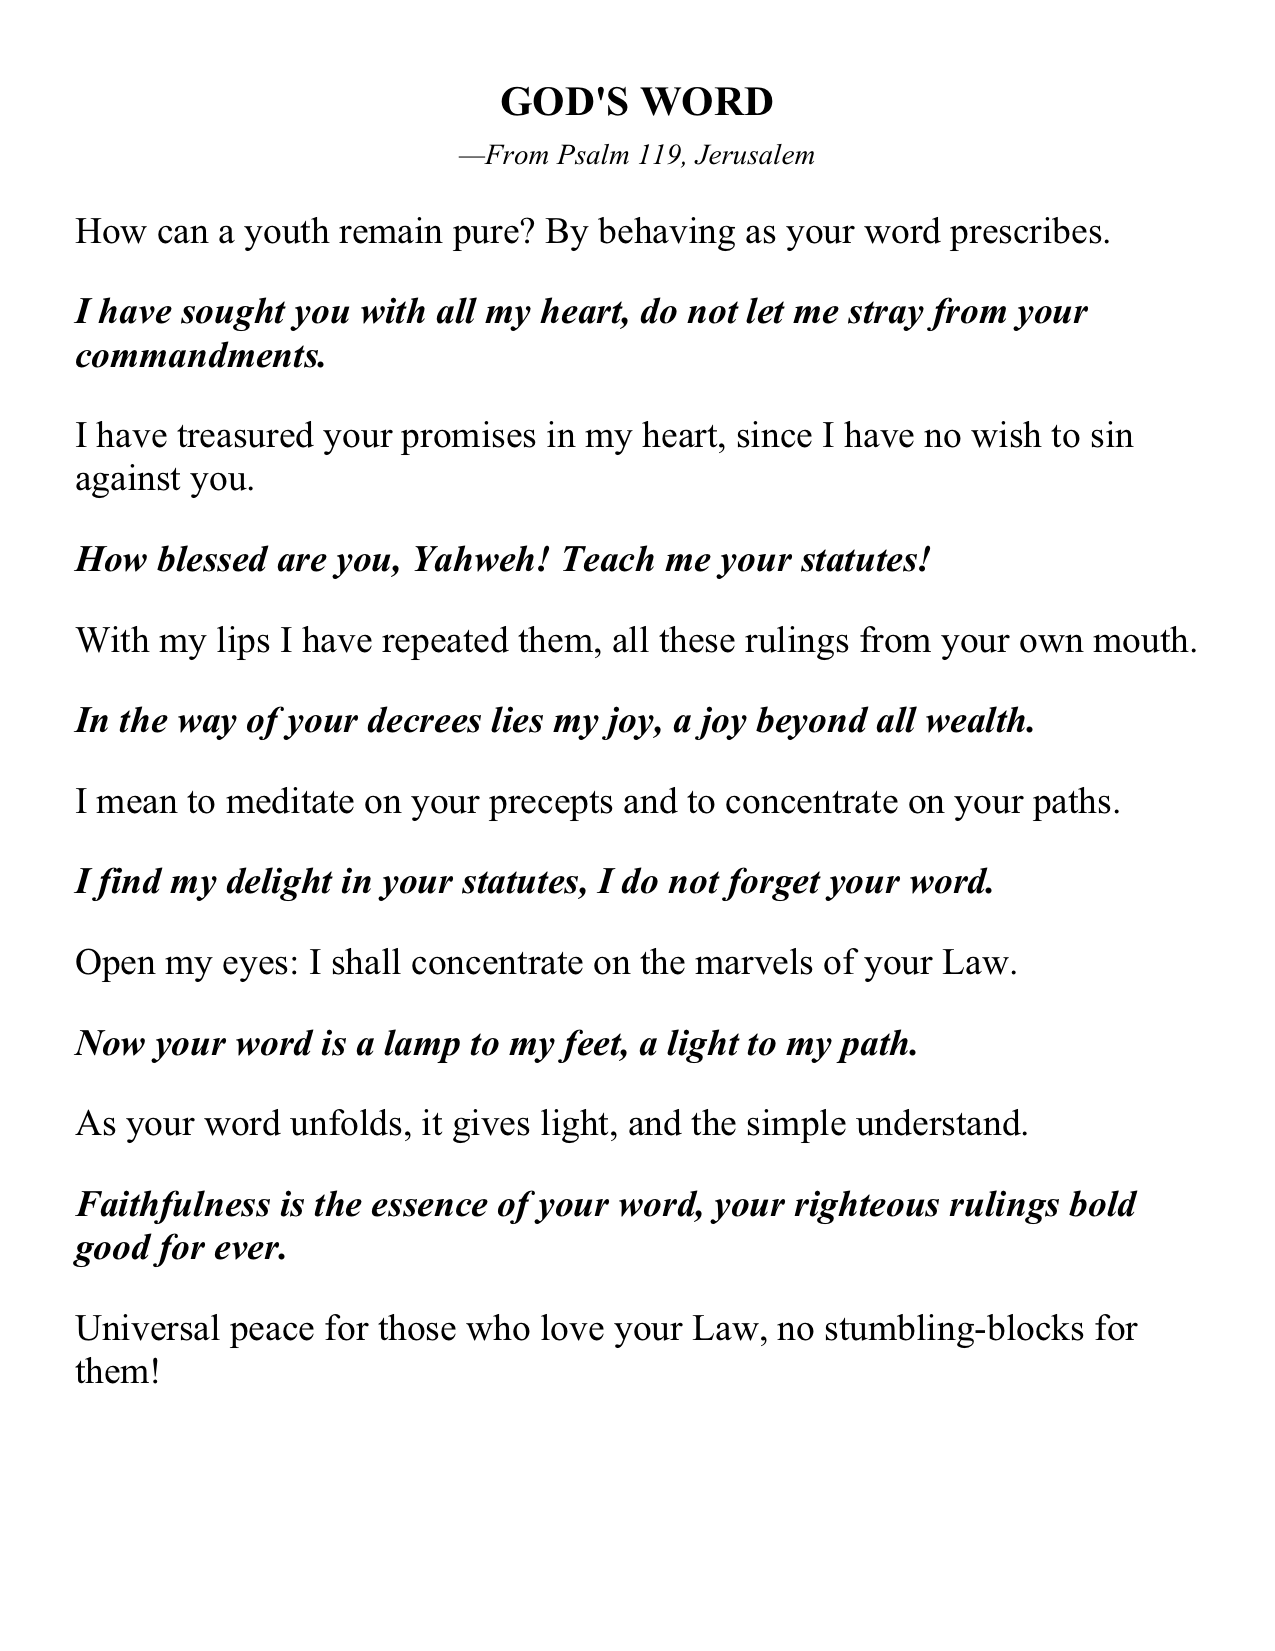 GOD'S WORD
—From Psalm 119, Jerusalem
How can a youth remain pure? By behaving as your word prescribes.
I have sought you with all my heart, do not let me stray from your
commandments.
I have treasured your promises in my heart, since I have no wish to sin
against you.
How blessed are you, Yahweh! Teach me your statutes!
With my lips I have repeated them, all these rulings from your own mouth.
In the way of your decrees lies my joy, a joy beyond all wealth.
I mean to meditate on your precepts and to concentrate on your paths.
I find my delight in your statutes, I do not forget your word.
Open my eyes: I shall concentrate on the marvels of your Law.
Now your word is a lamp to my feet, a light to my path.
As your word unfolds, it gives light, and the simple understand.
Faithfulness is the essence of your word, your righteous rulings bold
good for ever.
Universal peace for those who love your Law, no stumbling-blocks for
them!